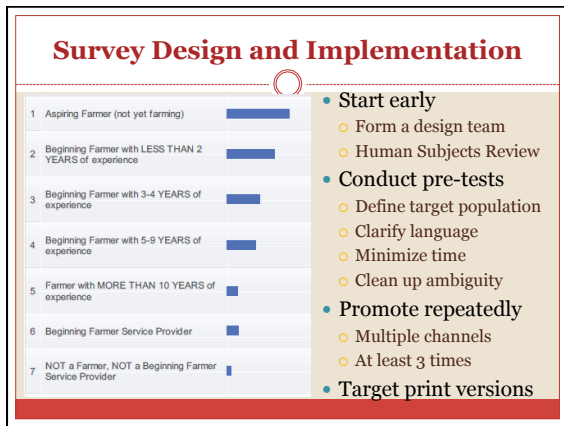 Survey Design and Implementation
1 Aspiring Farmer (not yet farming)
2 Beginning Farmer with LESS THAN 2
YEARS of experience
3 Beginning Farmer with 3-4 YEARS of
experience
4 Beginning Farmer with 5-9 YEARS of
experience
5 Farmer with MORE THAN 10 YEARS of
experience
6 Beginning Farmer Service Provider
7 NOT a Farmer, NOT a Beginning Farmer
Service Provider
• Start early
○ Form a design team
○ Human Subjects Review
• Conduct pre-tests
○ Define target population
○ Clarify language
○ Minimize time
○ Clean up ambiguity
• Promote repeatedly
○ Multiple channels
○ At least 3 times
• Target print versions